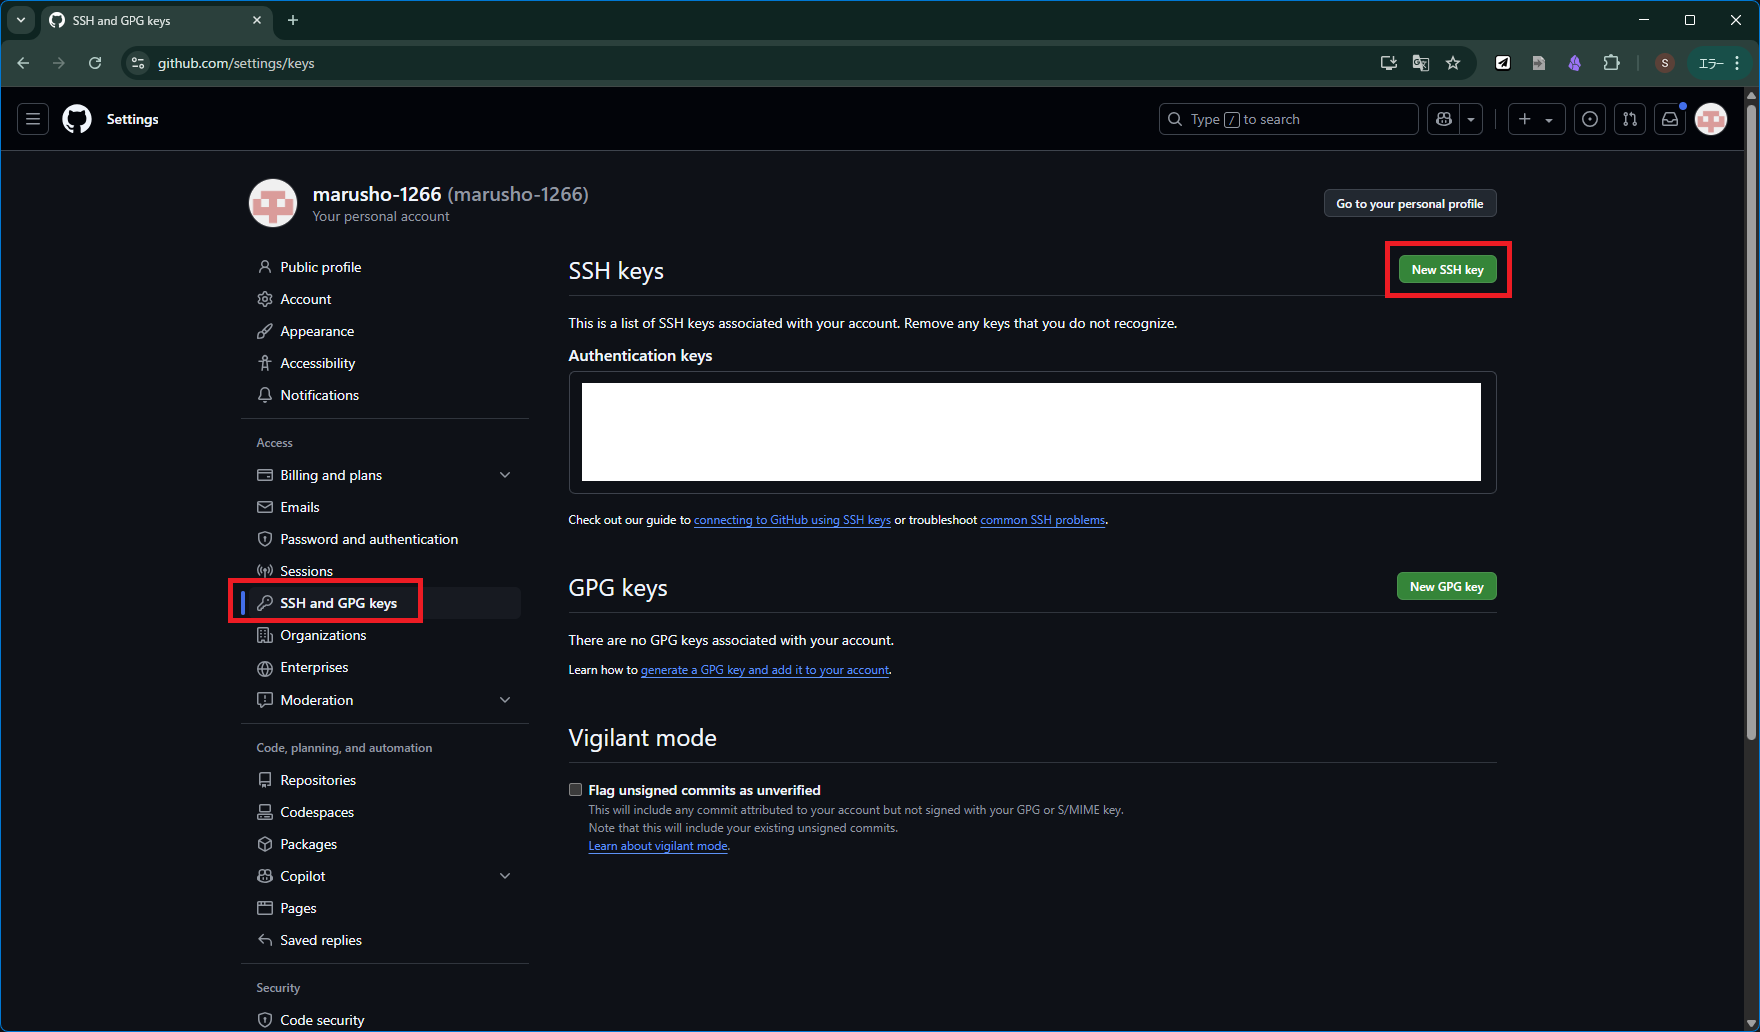 SSH and GPG keys
github.com/settings/keys
S
エラー
Settings
Type / to search
marusho-1266 (marusho-1266)
Your personal account
Go to your personal profile
Public profile
Account
Appearance
Accessibility
Notifications
Access
Billing and plans
Emails
Password and authentication
Sessions
SSH and GPG keys
Organizations
Enterprises
Moderation
Code, planning, and automation
Repositories
Codespaces
Packages
Copilot
Pages
Saved replies
Security
Code security
SSH keys
New SSH key
This is a list of SSH keys associated with your account. Remove any keys that you do not recognize.
Authentication keys
Check out our guide to connecting to GitHub using SSH keys or troubleshoot common SSH problems.
GPG keys
New GPG key
There are no GPG keys associated with your account.
Learn how to generate a GPG key and add it to your account.
Vigilant mode
Flag unsigned commits as unverified
This will include any commit attributed to your account but not signed with your GPG or S/MIME key.
Note that this will include your existing unsigned commits.
Learn about vigilant mode.